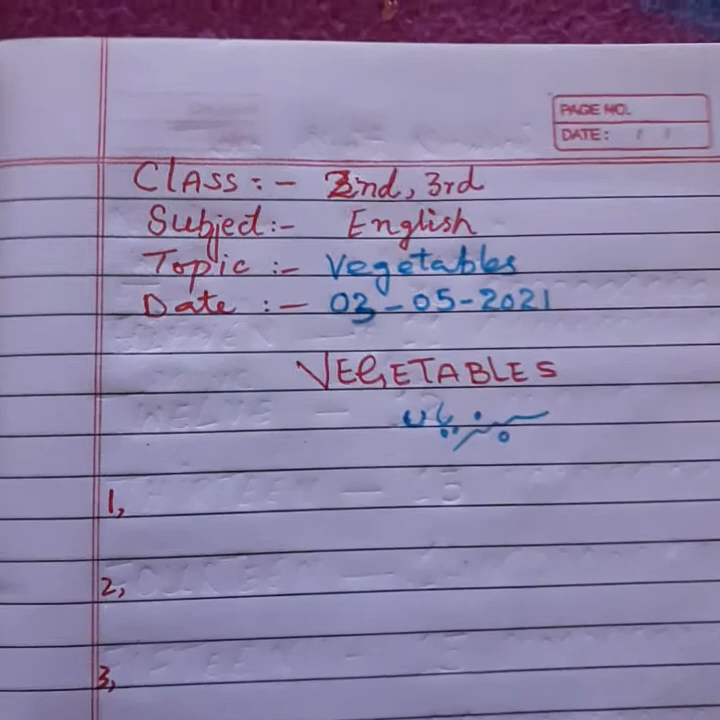 PAGE NO.
DATE: / /
Class :- 2nd, 3rd
Subject:- English
Topic :- Vegetables
Date :- 03-05-2021
VEGETABLES
سبزیاں
1,
2,
3,